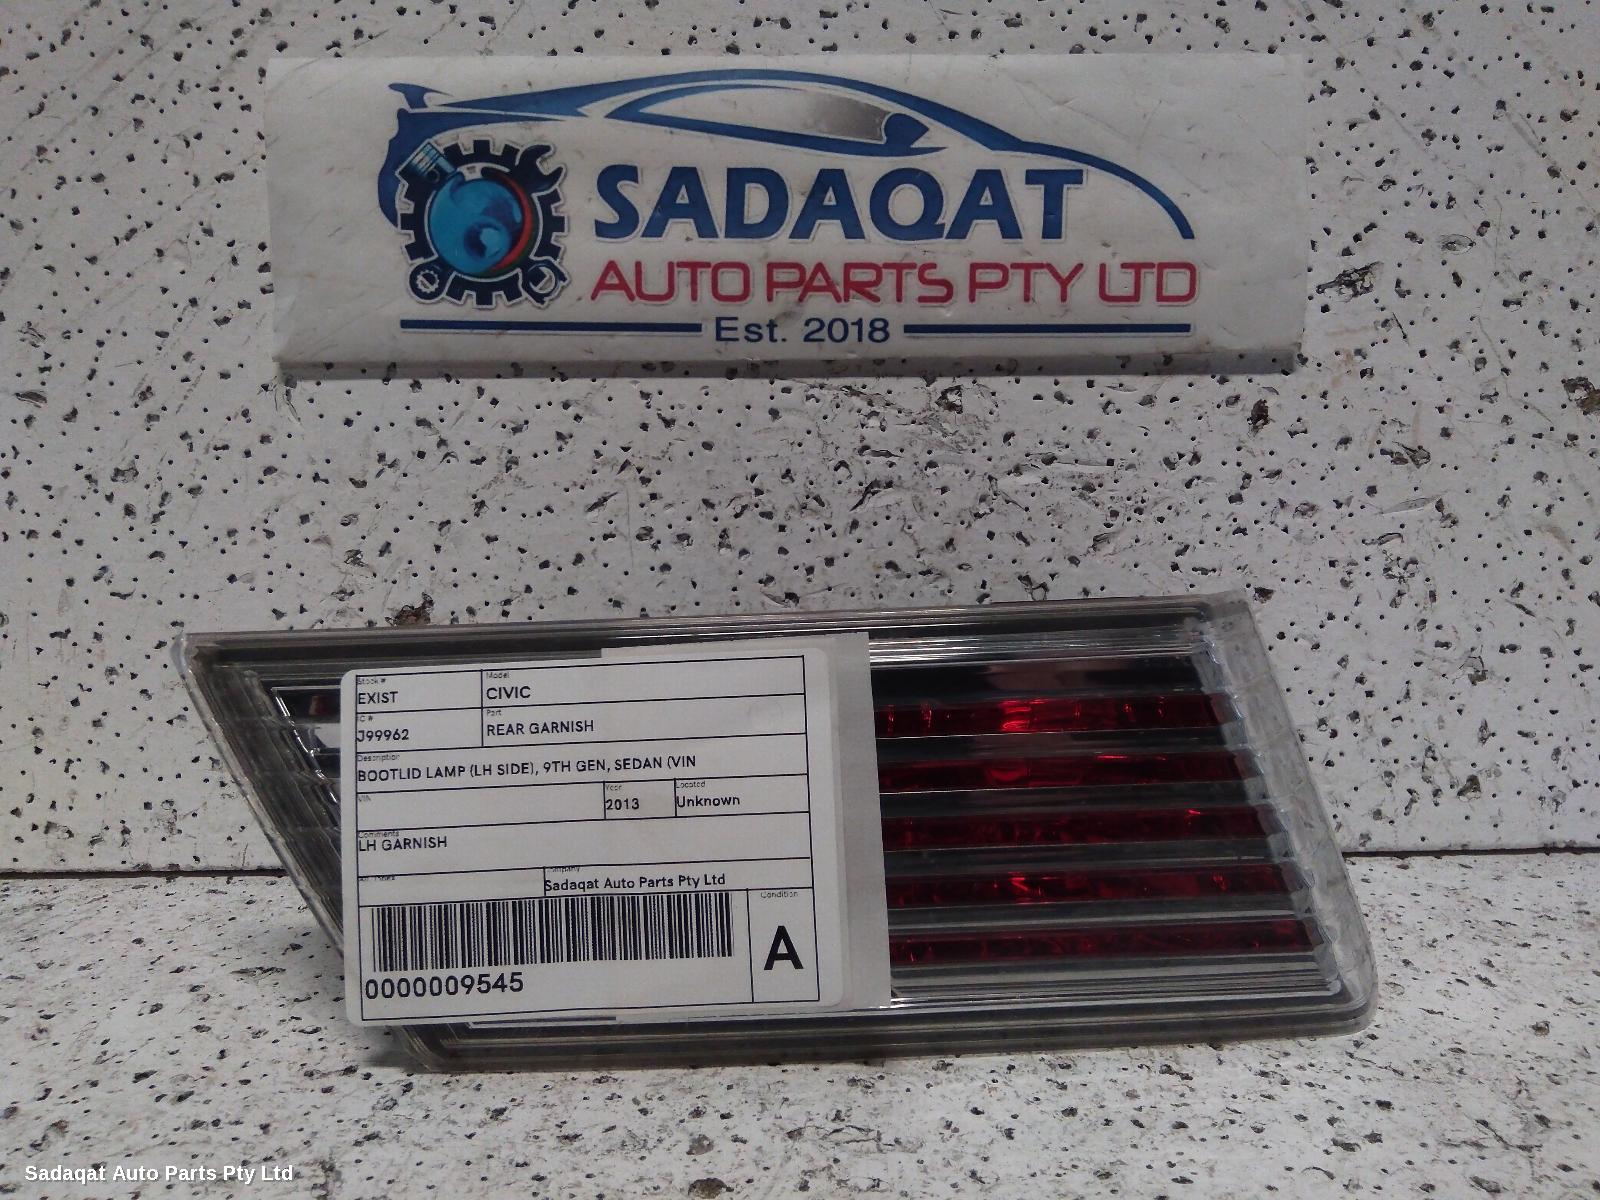 SADAQAT
AUTO PARTS PTY LTD
Est. 2018
Stock #
EXIST
Model
CIVIC
IC #
J99962
Part
REAR GARNISH
Description
BOOTLID LAMP (LH SIDE), 9TH GEN, SEDAN (VIN
VIN
Year
2013
Located
Unknown
Comments
LH GARNISH
Company
Sadaqat Auto Parts Pty Ltd
Condition
A
0000009545
Sadaqat Auto Parts Pty Ltd